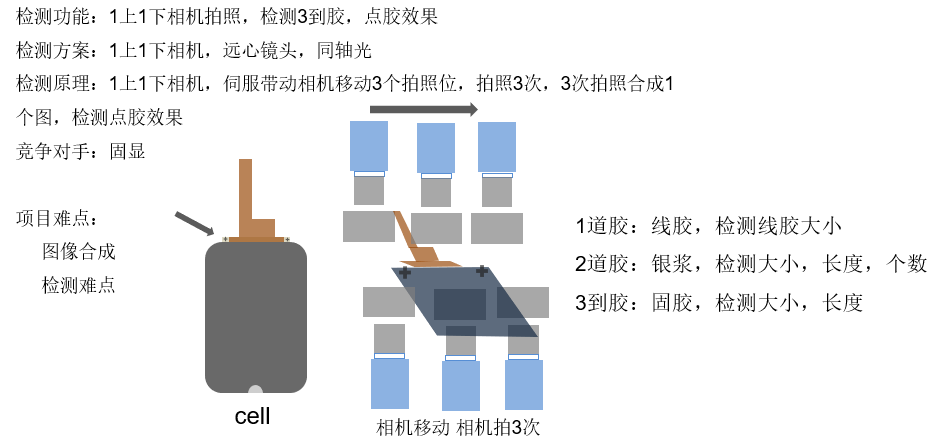 检测功能：1上1下相机拍照，检测3到胶，点胶效果
检测方案：1上1下相机，远心镜头，同轴光
检测原理：1上1下相机，伺服带动相机移动3个拍照位，拍照3次，3次拍照合成1
个图，检测点胶效果
竞争对手：固显
项目难点：
图像合成
检测难点
1道胶：线胶，检测线胶大小
2道胶：银浆，检测大小，长度，个数
3到胶：固胶，检测大小，长度
cell
相机移动 相机拍3次